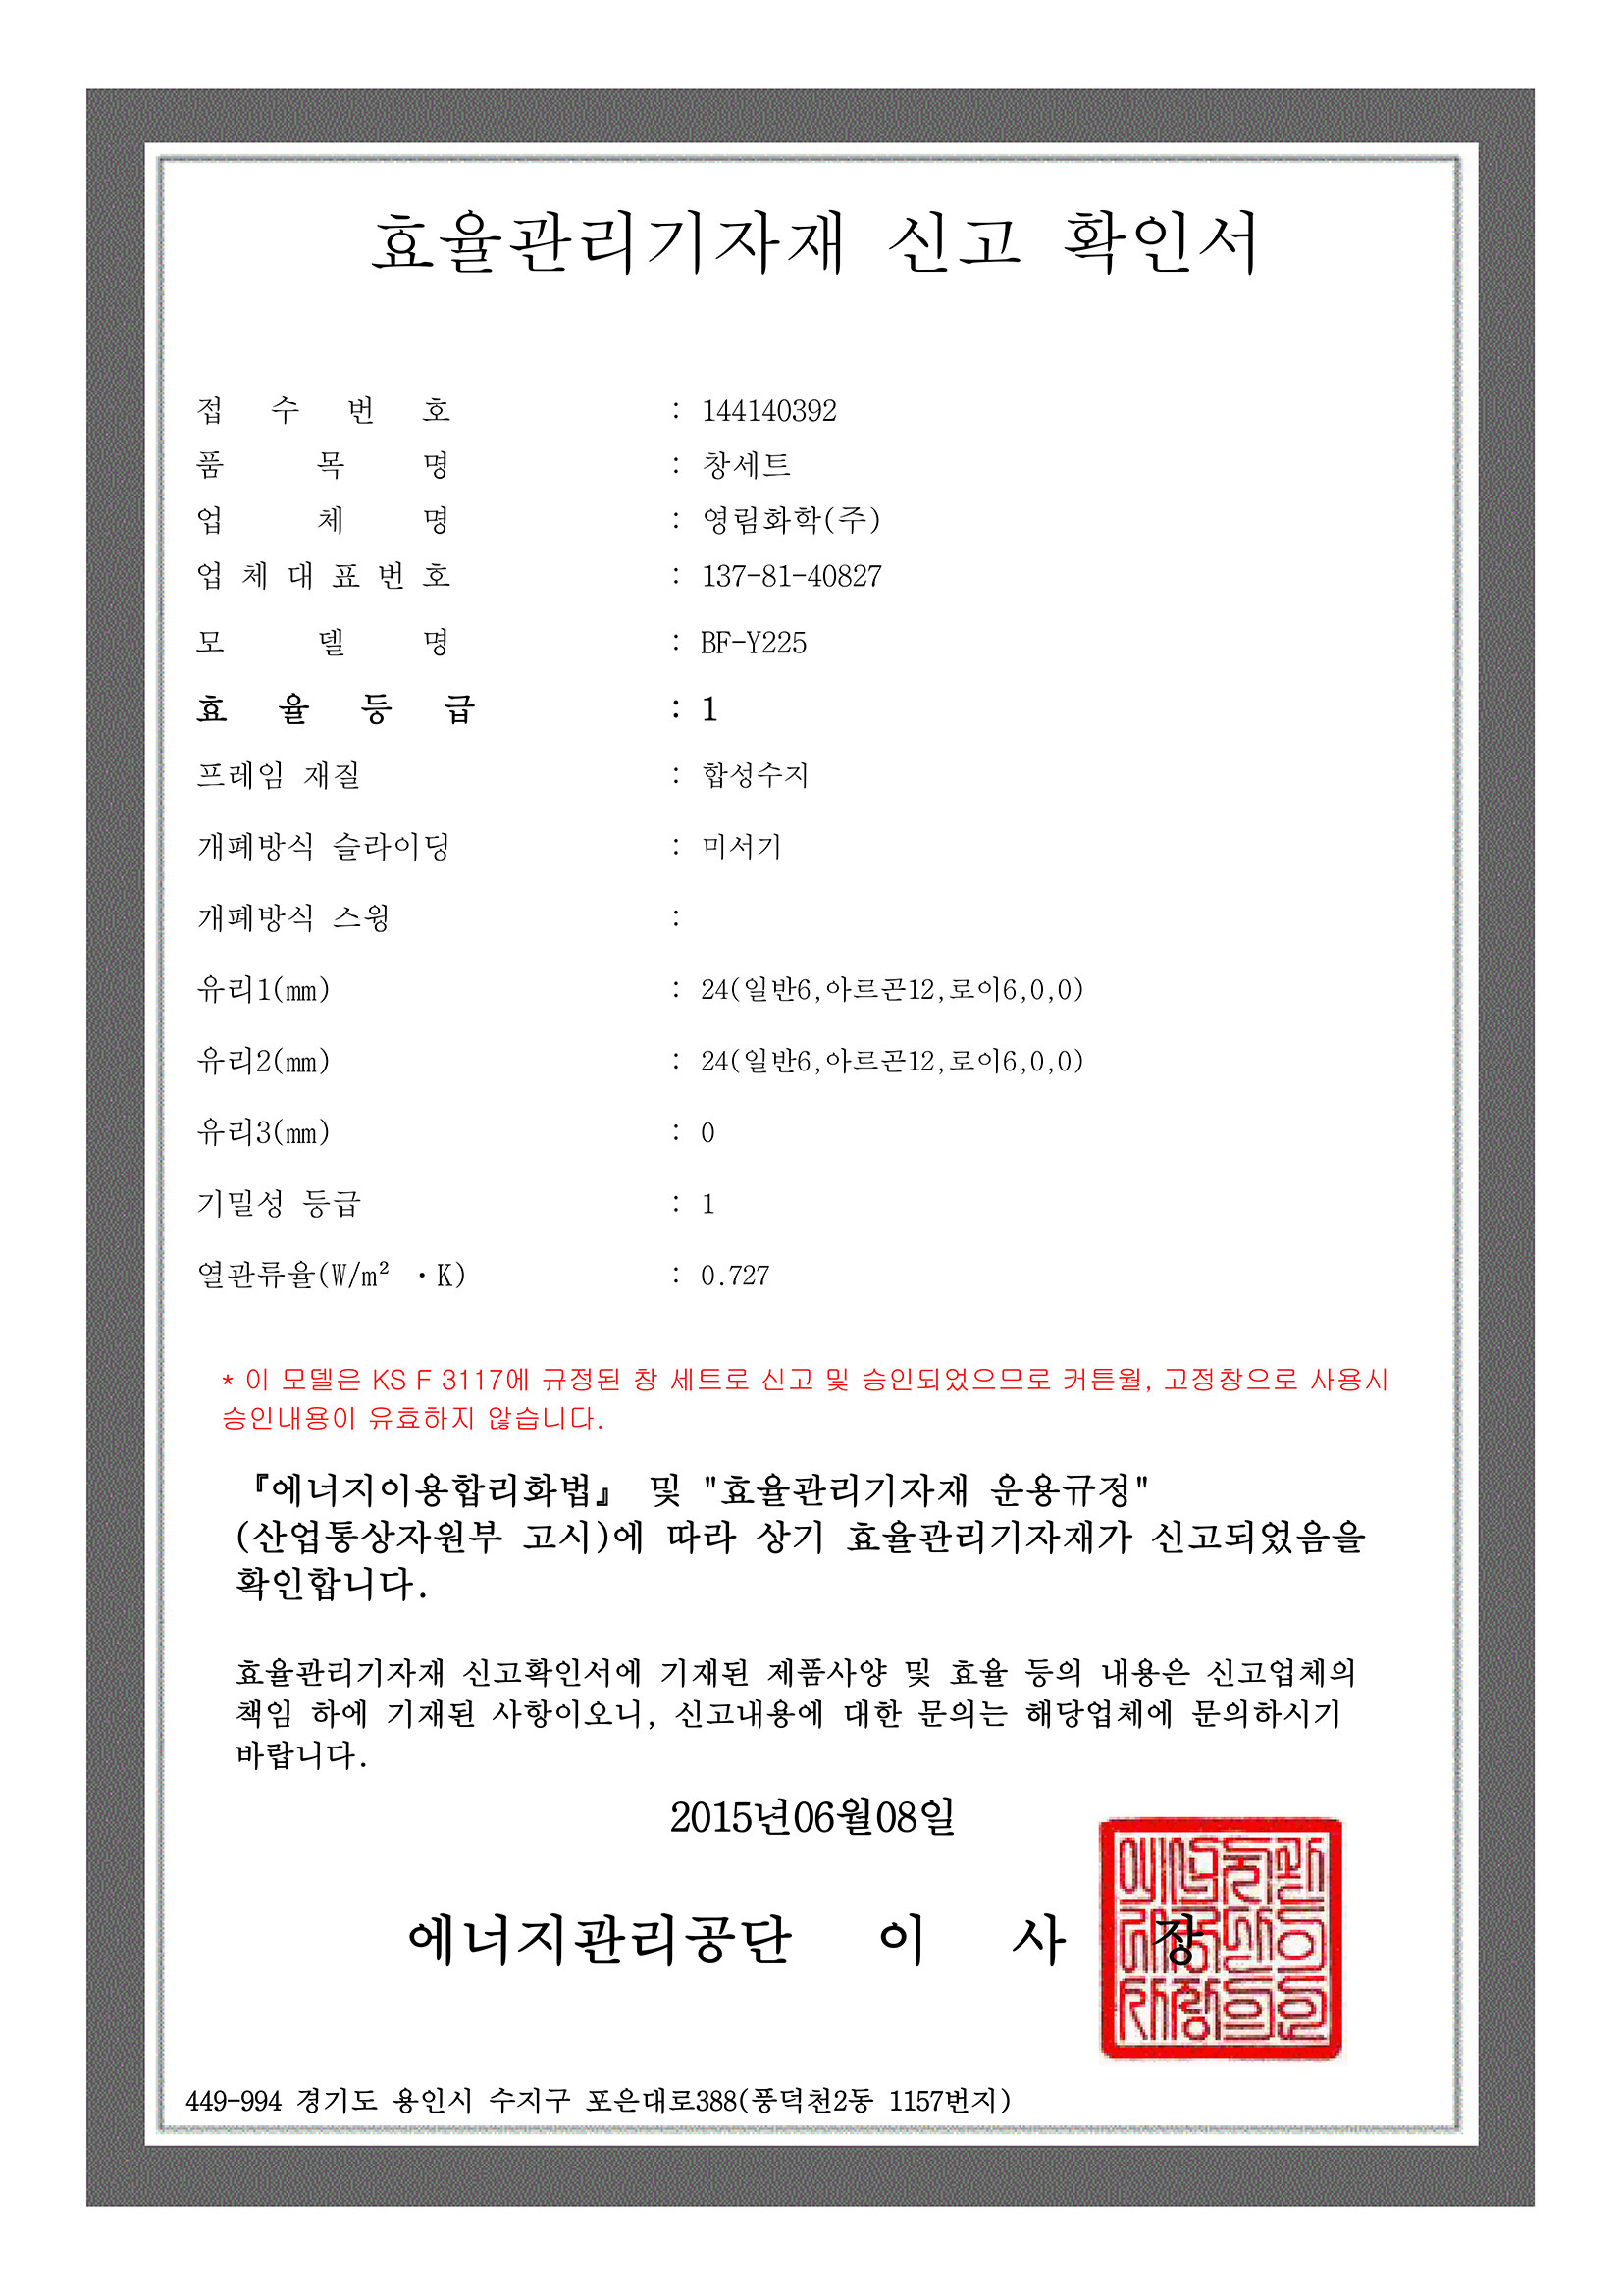 효율관리기자재 신고 확인서
접 수 번 호 : 144140392
품 목 명 : 창세트
업 체 명 : 영림화학(주)
업 체 대 표 번 호 : 137-81-40827
모 델 명 : BF-Y225
효 율 등 급 : 1
프레임 재질 : 합성수지
개폐방식 슬라이딩 : 미서기
개폐방식 스윙 :
유리1(mm) : 24(일반6,아르곤12,로이6,0,0)
유리2(mm) : 24(일반6,아르곤12,로이6,0,0)
유리3(mm) : 0
기밀성 등급 : 1
열관류율(W/m² ·K) : 0.727
* 이 모델은 KS F 3117에 규정된 창 세트로 신고 및 승인되었으므로 커튼월, 고정창으로 사용시
승인내용이 유효하지 않습니다.
『에너지이용합리화법』 및 "효율관리기자재 운용규정"
(산업통상자원부 고시)에 따라 상기 효율관리기자재가 신고되었음을
확인합니다.
효율관리기자재 신고확인서에 기재된 제품사양 및 효율 등의 내용은 신고업체의
책임 하에 기재된 사항이오니, 신고내용에 대한 문의는 해당업체에 문의하시기
바랍니다.
2015년06월08일
에너지관리공단 이 사 장
449-994 경기도 용인시 수지구 포은대로388(풍덕천2동 1157번지)